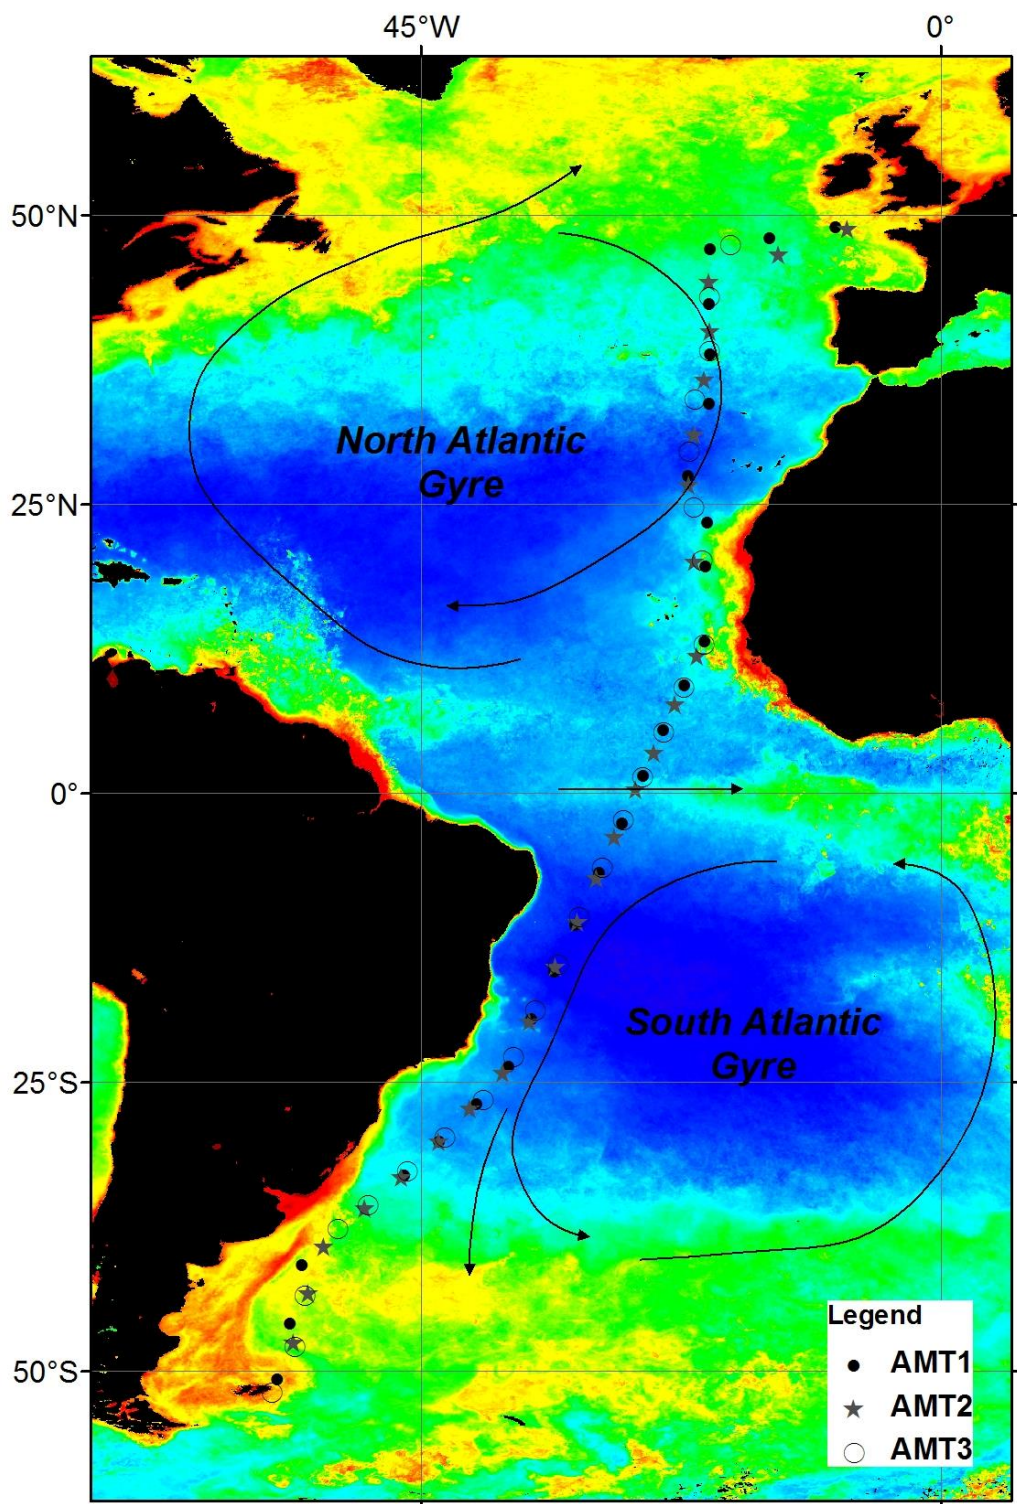 45°W 0°
50°N
North Atlantic
Gyre
25°N
0°
South Atlantic
Gyre
25°S
Legend
AMT1
50°S
AMT2
AMT3